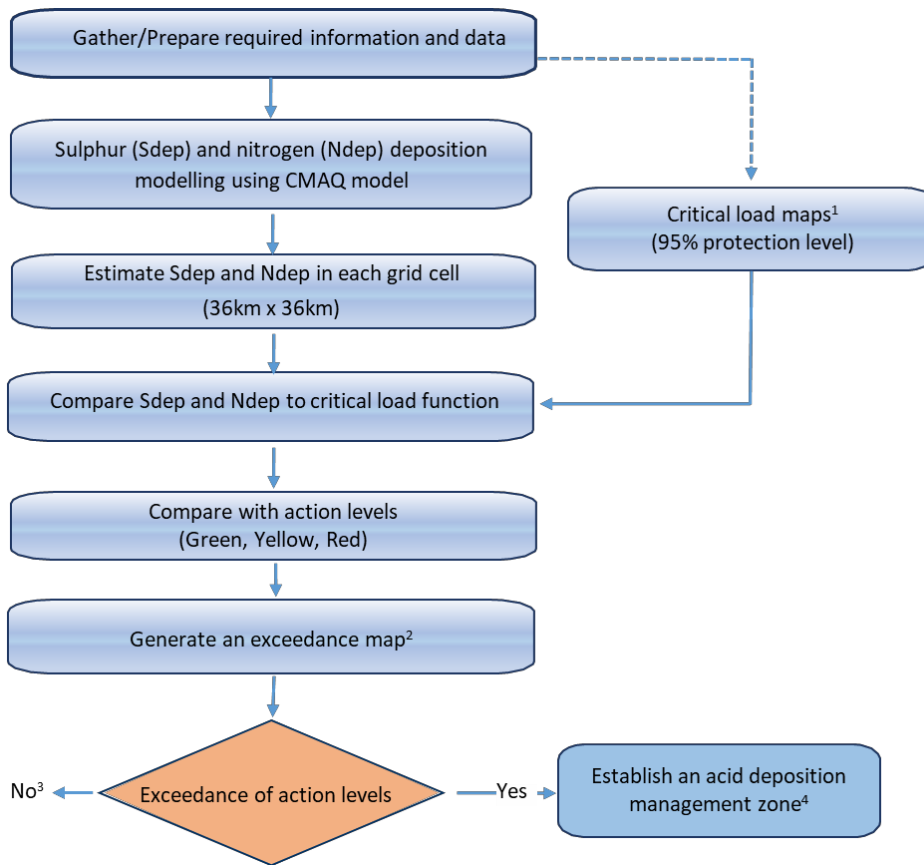 Gather/Prepare required information and data
Sulphur (Sdep) and nitrogen (Ndep) deposition
modelling using CMAQ model
Critical load maps¹
(95% protection level)
Estimate Sdep and Ndep in each grid cell
(36km x 36km)
Compare Sdep and Ndep to critical load function
Compare with action levels
(Green, Yellow, Red)
Generate an exceedance map²
No³
Exceedance of action levels
Yes
Establish an acid deposition
management zone⁴